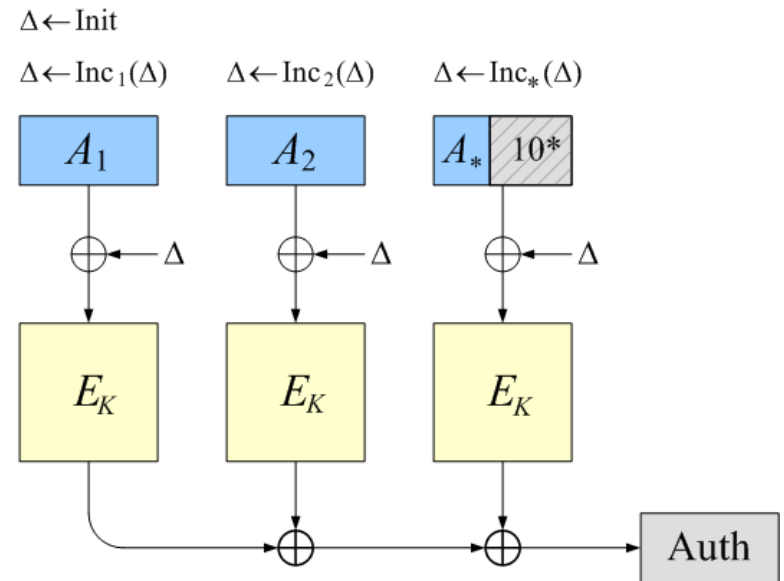 Δ←Init
Δ←Inc₁(Δ) Δ←Inc₂(Δ) Δ←Inc*(Δ)
A₁ A₂ A* 10*
Δ Δ Δ
E_K E_K E_K
Auth